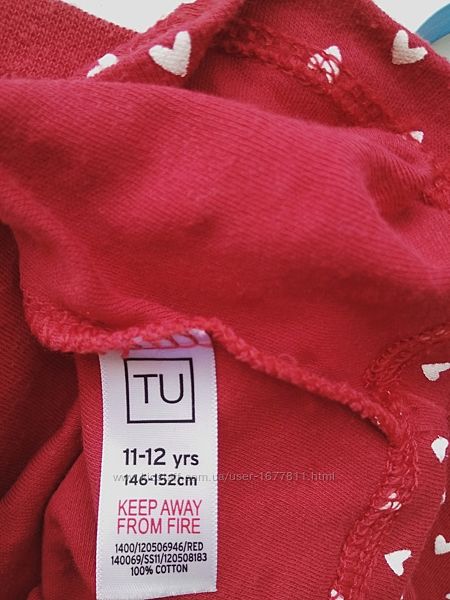 TU
11-12 yrs
146-152cm
KEEP AWAY
FROM FIRE
1400/120506946/RED
140069/SS11/120508183
100% COTTON